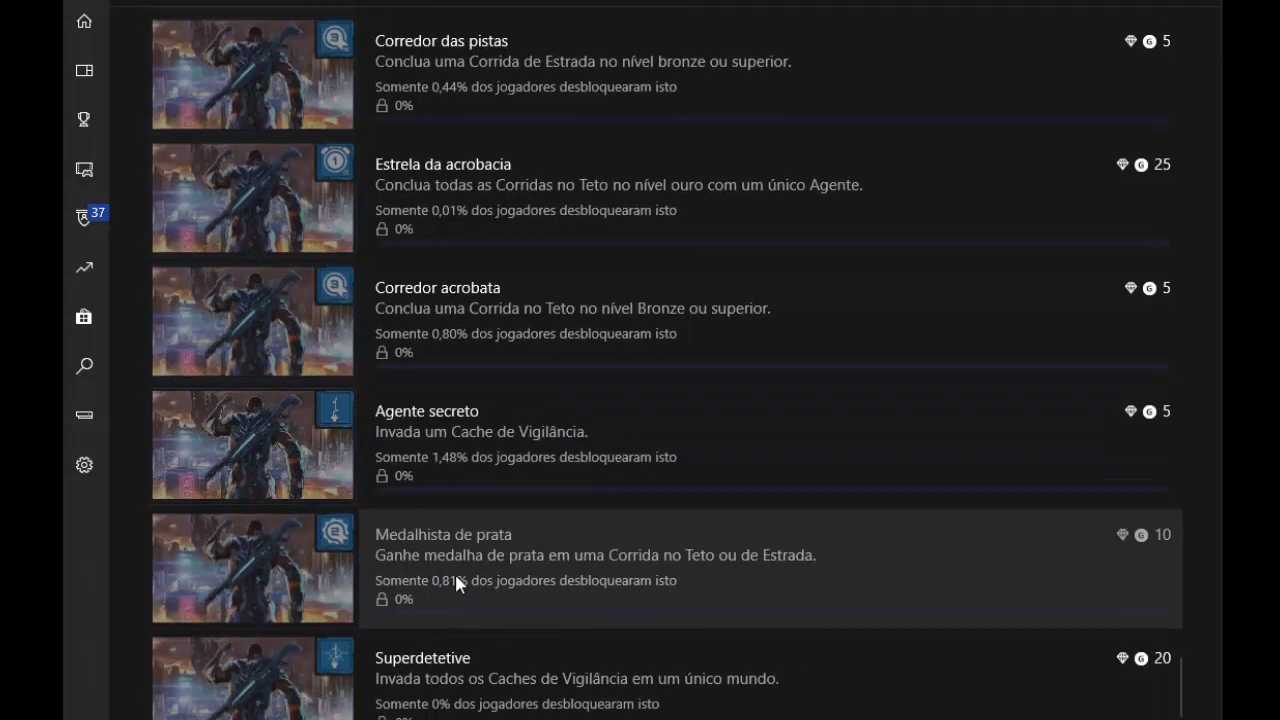 Corredor das pistas
G 5
Conclua uma Corrida de Estrada no nível bronze ou superior.
Somente 0,44% dos jogadores desbloquearam isto
0%
Estrela da acrobacia
G 25
Conclua todas as Corridas no Teto no nível ouro com um único Agente.
Somente 0,01% dos jogadores desbloquearam isto
0%
37
Corredor acrobata
G 5
Conclua uma Corrida no Teto no nível Bronze ou superior.
Somente 0,80% dos jogadores desbloquearam isto
0%
Agente secreto
G 5
Invada um Cache de Vigilância.
Somente 1,48% dos jogadores desbloquearam isto
0%
Medalhista de prata
G 10
Ganhe medalha de prata em uma Corrida no Teto ou de Estrada.
Somente 0,81% dos jogadores desbloquearam isto
0%
Superdetetive
G 20
Invada todos os Caches de Vigilância em um único mundo.
Somente 0% dos jogadores desbloquearam isto